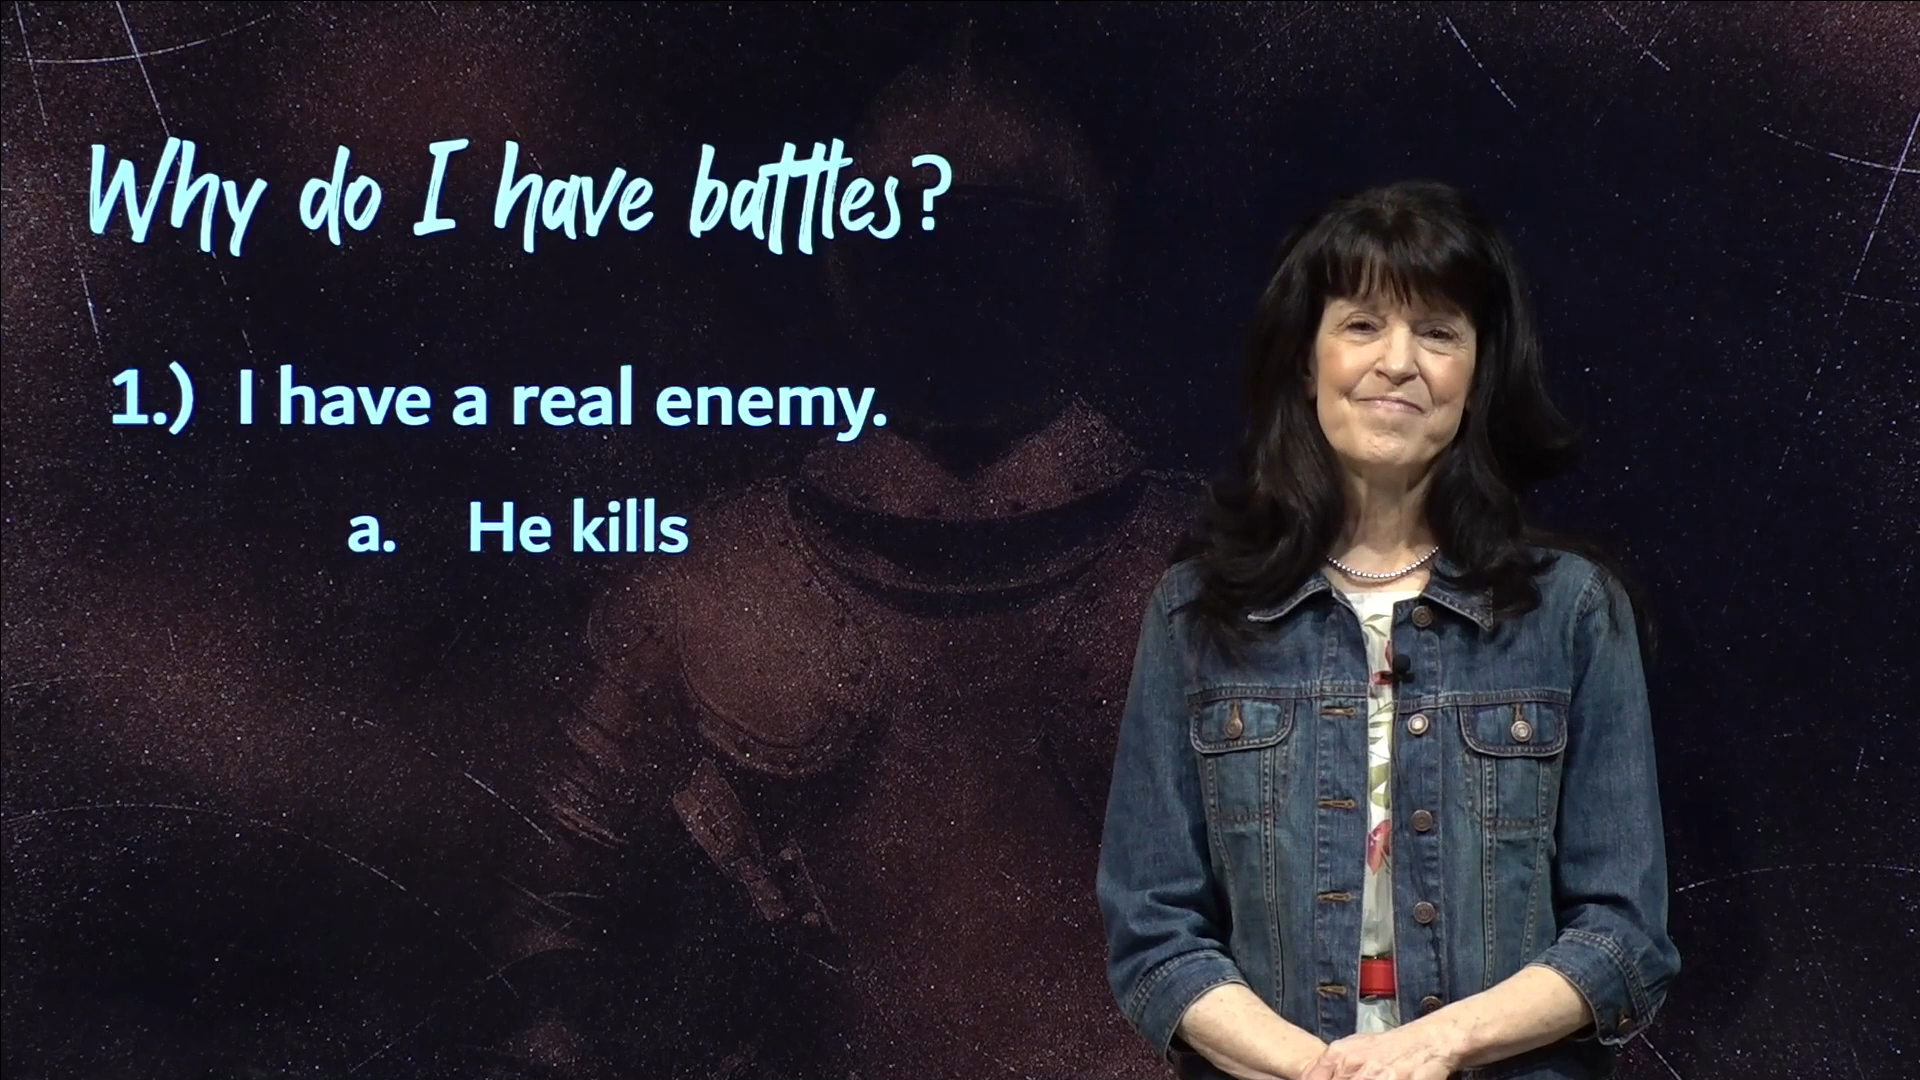 Why do I have battles?
1.) I have a real enemy.
a. He kills